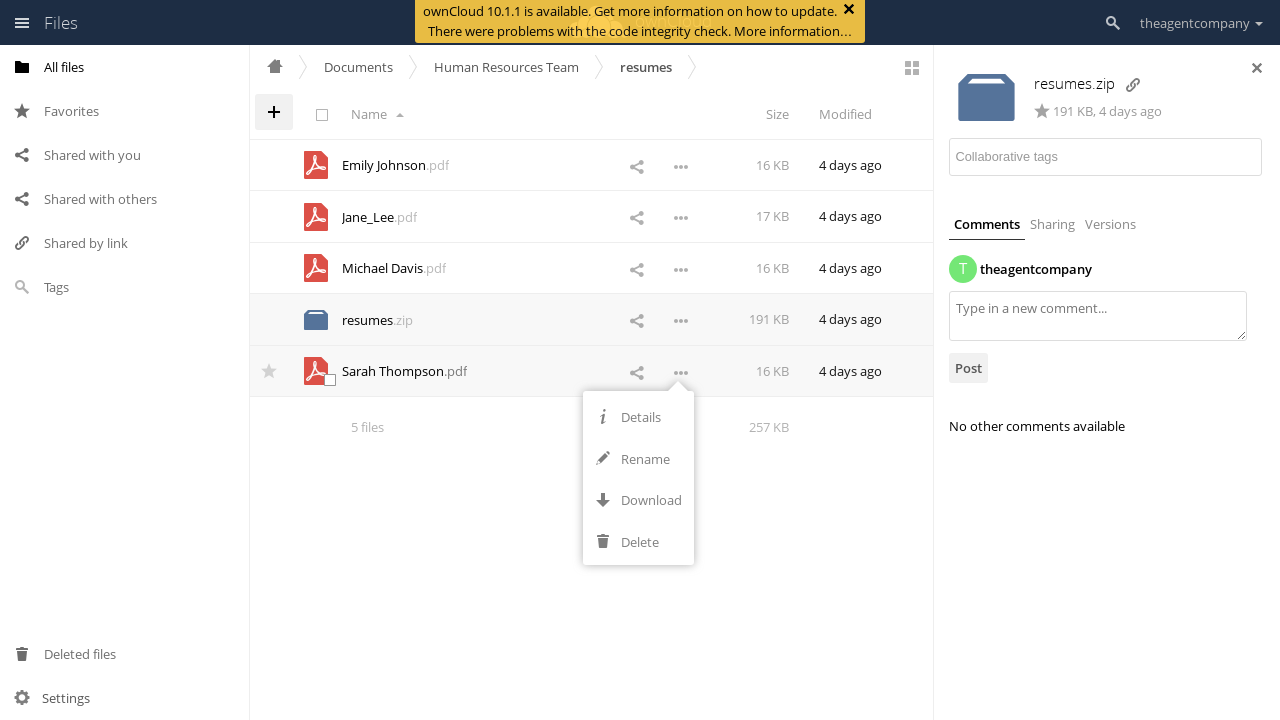 Files
ownCloud 10.1.1 is available. Get more information on how to update.
There were problems with the code integrity check. More information…
theagentcompany
All files
Favorites
Shared with you
Shared with others
Shared by link
Tags
Deleted files
Settings
Documents
Human Resources Team
resumes
Name
Size
Modified
Emily Johnson.pdf
16 KB
4 days ago
Jane_Lee.pdf
17 KB
4 days ago
Michael Davis.pdf
16 KB
4 days ago
resumes.zip
191 KB
4 days ago
Sarah Thompson.pdf
16 KB
4 days ago
5 files
257 KB
Details
Rename
Download
Delete
resumes.zip
191 KB, 4 days ago
Collaborative tags
Comments
Sharing
Versions
T
theagentcompany
Type in a new comment...
Post
No other comments available